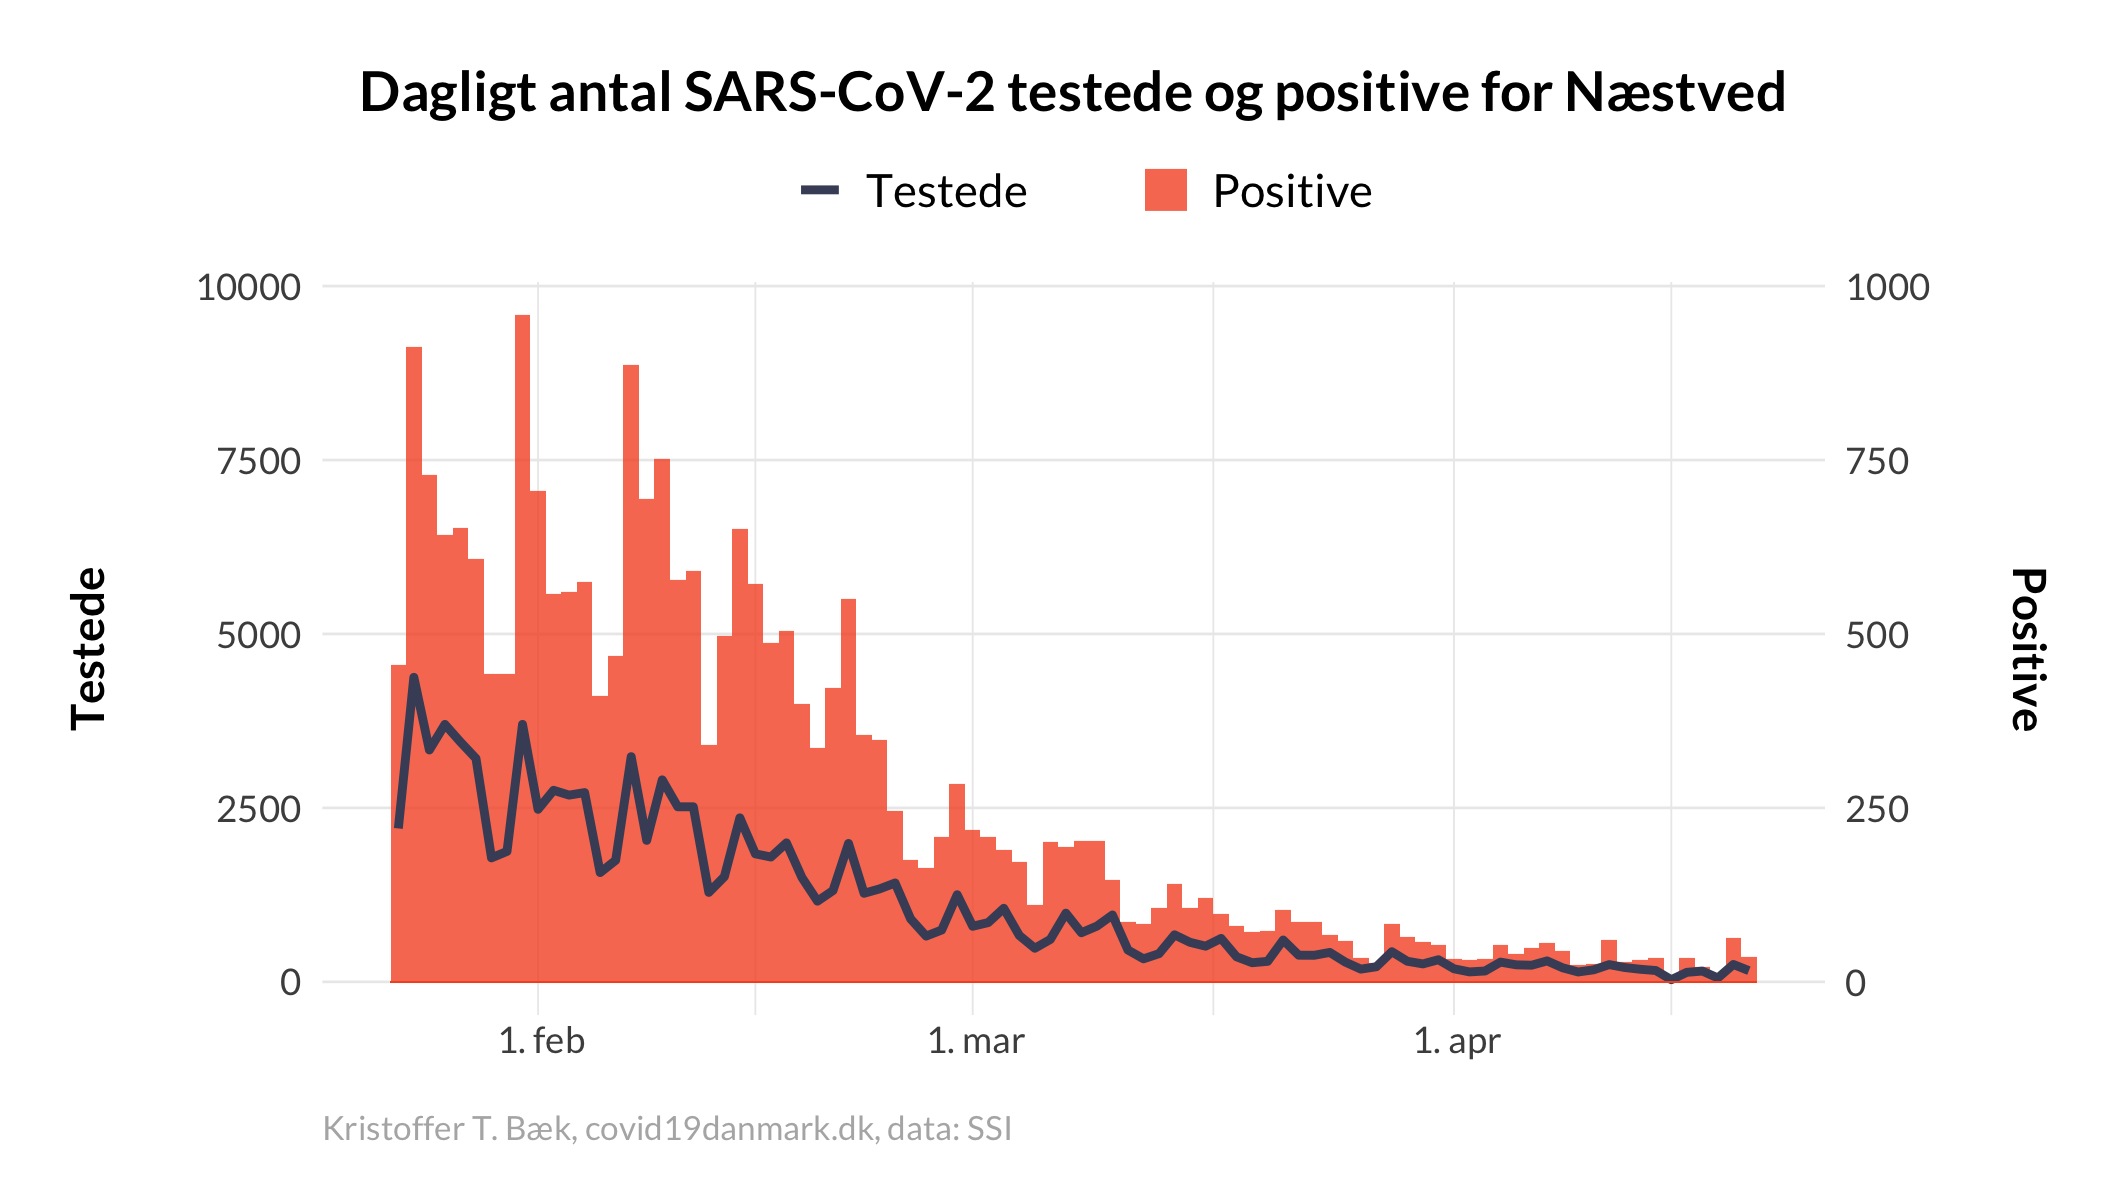 Dagligt antal SARS-CoV-2 testede og positive for Næstved
Testede Positive
10000 1000
7500 750
5000 500
2500 250
0 0
Testede
Positive
1. feb 1. mar 1. apr
Kristoffer T. Bæk, covid19danmark.dk, data: SSI